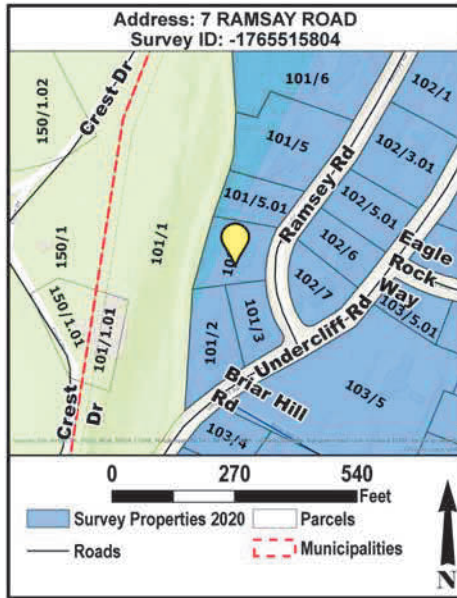 Address: 7 RAMSAY ROAD
Survey ID: -1765515804
150/1.02
Crest Dr
101/6
102/1
101/5
102/3.01
Ramsey Rd
101/5.01
102/5.01
150/1
101/1
10
102/6
Eagle
Rock
Way
150/1.01
101/1.01
102/7
103/5.01
101/2
101/3
Undercliff Rd
Crest
Dr
Briar Hill
Rd
103/5
103/4
0 270 540
Feet
Survey Properties 2020
Parcels
Roads
Municipalities
N